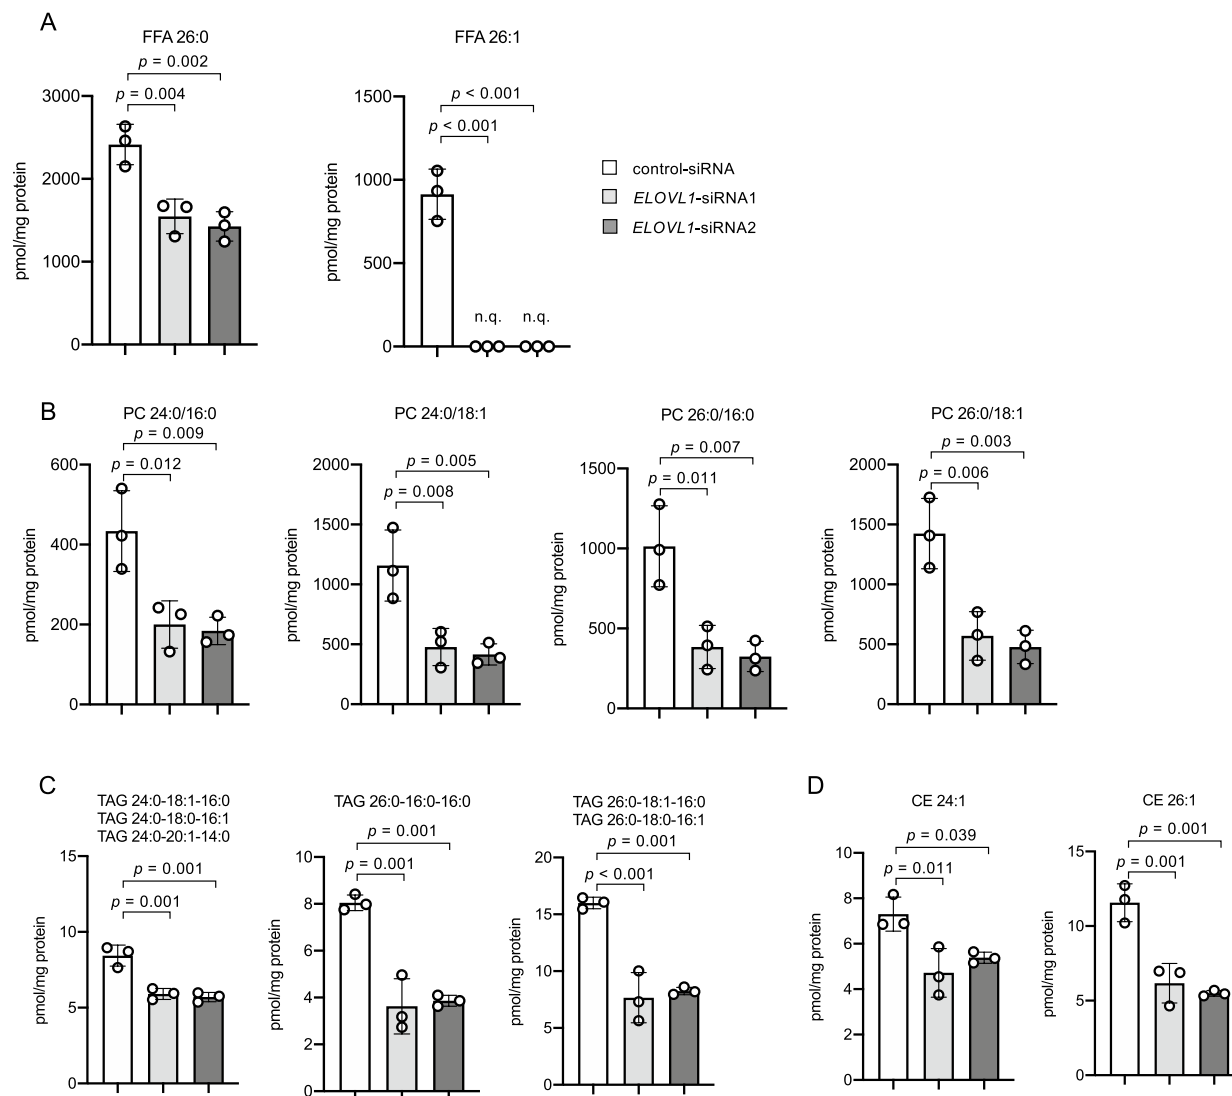 A
FFA 26:0
p = 0.002
p = 0.004
3000
2000
1000
0
pmol/mg protein
FFA 26:1
p < 0.001
p < 0.001
1500
1000
500
0
pmol/mg protein
n.q.
n.q.
control-siRNA
ELOVL1-siRNA1
ELOVL1-siRNA2
B
PC 24:0/16:0
p = 0.009
p = 0.012
600
400
200
0
pmol/mg protein
PC 24:0/18:1
p = 0.005
p = 0.008
2000
1500
1000
500
0
pmol/mg protein
PC 26:0/16:0
p = 0.007
p = 0.011
1500
1000
500
0
pmol/mg protein
PC 26:0/18:1
p = 0.003
p = 0.006
2000
1500
1000
500
0
pmol/mg protein
C
TAG 24:0-18:1-16:0
TAG 24:0-18:0-16:1
TAG 24:0-20:1-14:0
p = 0.001
p = 0.001
15
10
5
0
pmol/mg protein
TAG 26:0-16:0-16:0
p = 0.001
p = 0.001
10
8
6
4
2
0
pmol/mg protein
TAG 26:0-18:1-16:0
TAG 26:0-18:0-16:1
p = 0.001
p < 0.001
20
15
10
5
0
pmol/mg protein
D
CE 24:1
p = 0.039
p = 0.011
10
8
6
4
2
0
pmol/mg protein
CE 26:1
p = 0.001
p = 0.001
15
10
5
0
pmol/mg protein